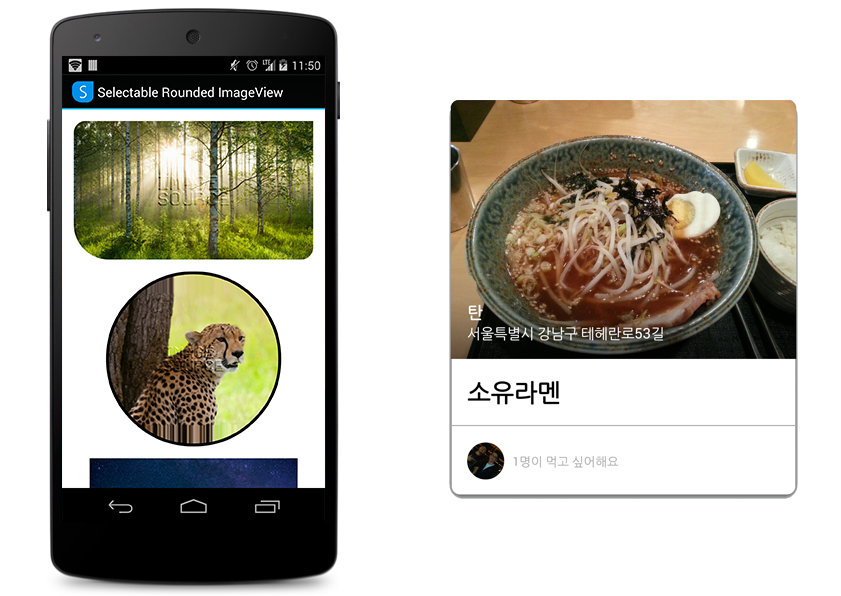 LTE 11:50
S Selectable Rounded ImageView
탄
서울특별시 강남구 테헤란로53길
소유라멘
1명이 먹고 싶어해요